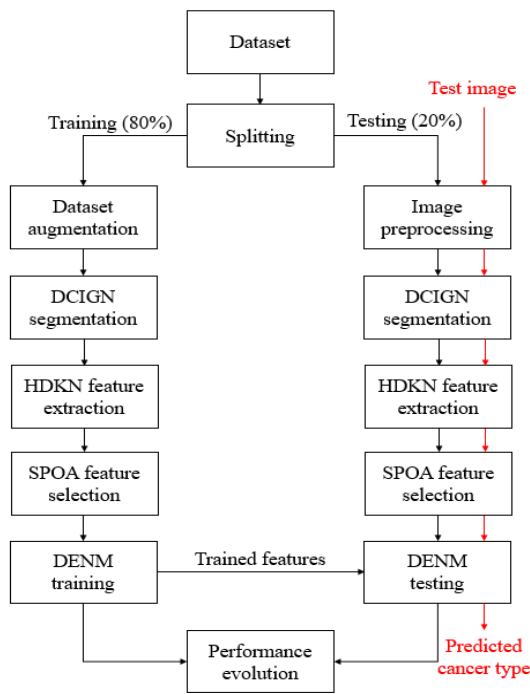 Dataset
Test image
Training (80%)
Testing (20%)
Splitting
Dataset
augmentation
Image
preprocessing
DCIGN
segmentation
DCIGN
segmentation
HDKN feature
extraction
HDKN feature
extraction
SPOA feature
selection
SPOA feature
selection
DENM
training
Trained features
DENM
testing
Performance
evolution
Predicted
cancer type